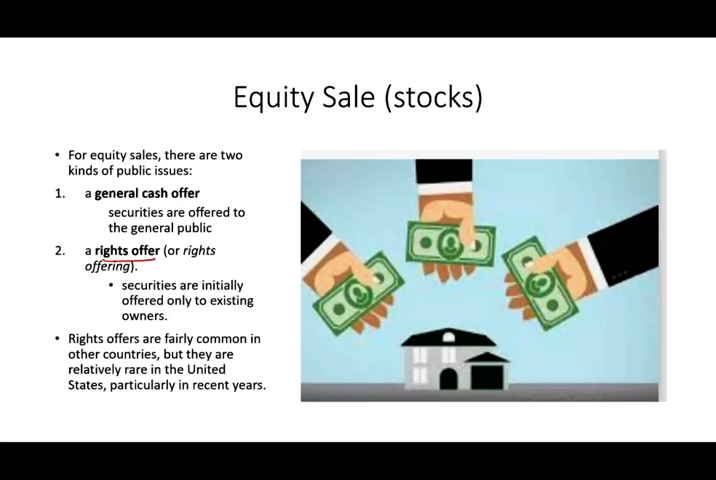 Equity Sale (stocks)
• For equity sales, there are two
kinds of public issues:
1. a general cash offer
securities are offered to
the general public
2. a rights offer (or rights
offering).
• securities are initially
offered only to existing
owners.
• Rights offers are fairly common in
other countries, but they are
relatively rare in the United
States, particularly in recent years.